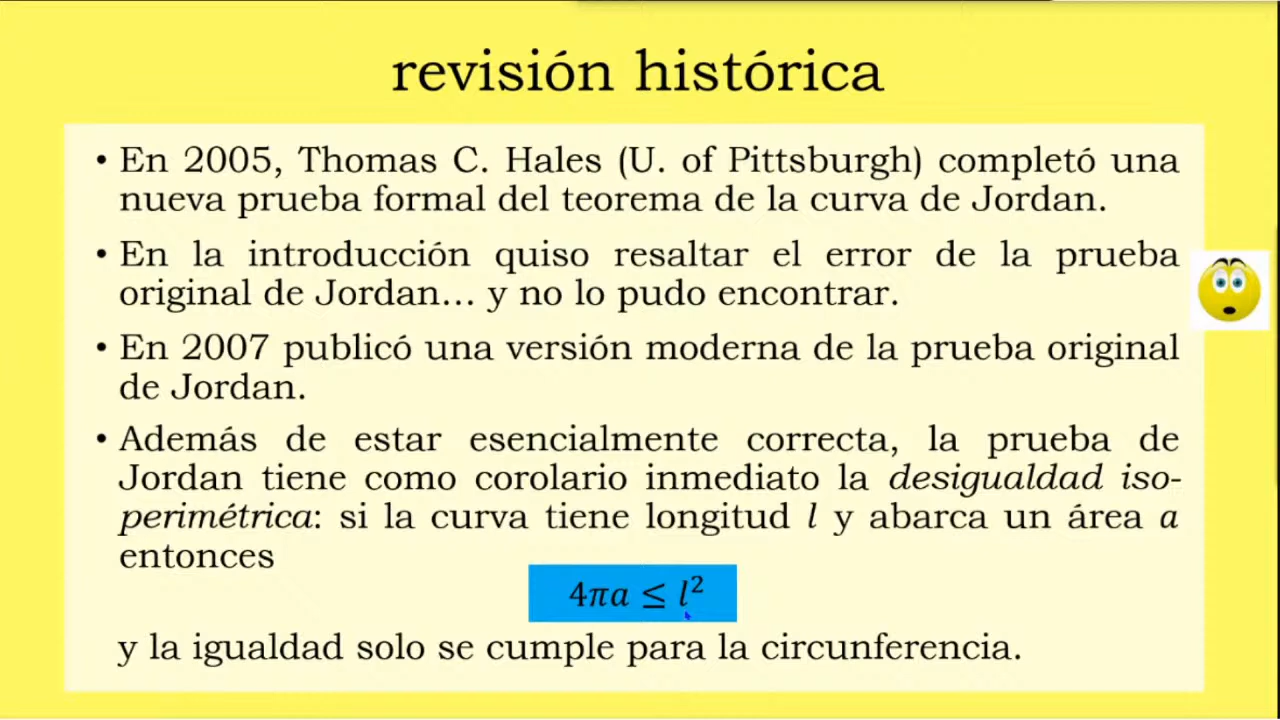 revisión histórica
• En 2005, Thomas C. Hales (U. of Pittsburgh) completó una
nueva prueba formal del teorema de la curva de Jordan.
• En la introducción quiso resaltar el error de la prueba
original de Jordan... y no lo pudo encontrar.
• En 2007 publicó una versión moderna de la prueba original
de Jordan.
• Además de estar esencialmente correcta, la prueba de
Jordan tiene como corolario inmediato la desigualdad iso-
perimétrica: si la curva tiene longitud l y abarca un área a
entonces
4πa ≤ l²
y la igualdad solo se cumple para la circunferencia.